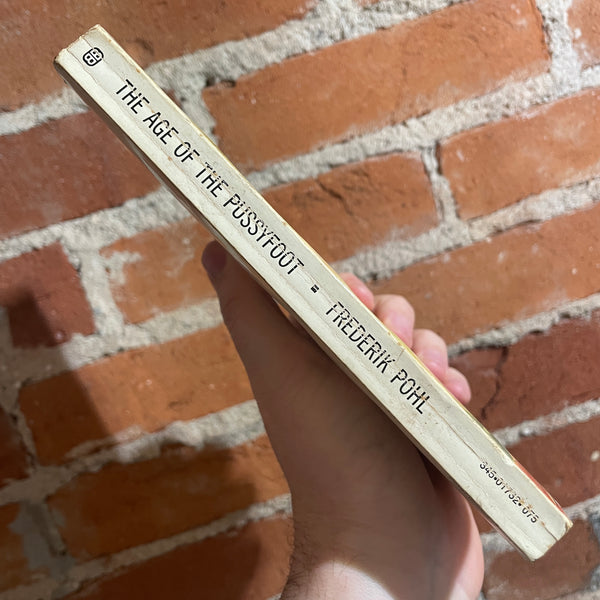 BB
THE AGE OF THE PUSSYFOOT = FREDERIK POHL
345•01732•075